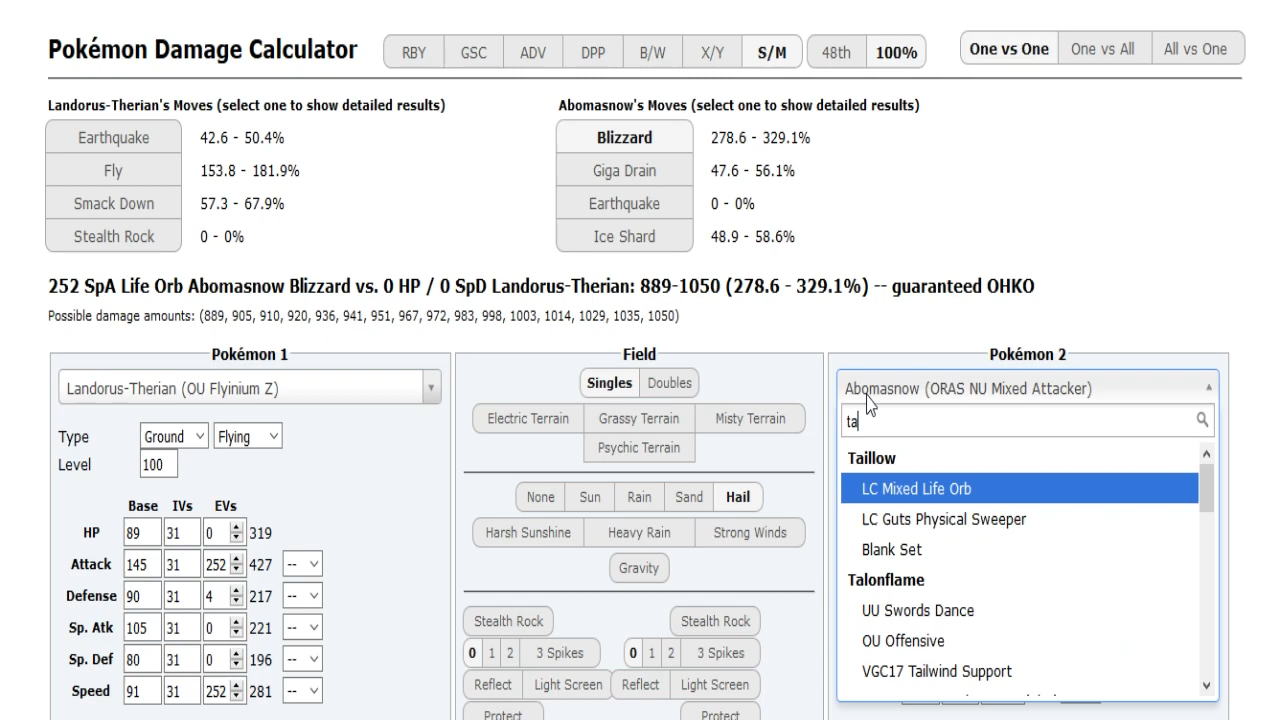 Pokémon Damage Calculator
RBY GSC ADV DPP B/W X/Y S/M 48th 100% One vs One One vs All All vs One
Landorus-Therian's Moves (select one to show detailed results)
Earthquake 42.6 - 50.4%
Fly 153.8 - 181.9%
Smack Down 57.3 - 67.9%
Stealth Rock 0 - 0%
Abomasnow's Moves (select one to show detailed results)
Blizzard 278.6 - 329.1%
Giga Drain 47.6 - 56.1%
Earthquake 0 - 0%
Ice Shard 48.9 - 58.6%
252 SpA Life Orb Abomasnow Blizzard vs. 0 HP / 0 SpD Landorus-Therian: 889-1050 (278.6 - 329.1%) -- guaranteed OHKO
Possible damage amounts: (889, 905, 910, 920, 936, 941, 951, 967, 972, 983, 998, 1003, 1014, 1029, 1035, 1050)
Pokémon 1
Landorus-Therian (OU Flyinium Z)
Type Ground Flying
Level 100
Base IVs EVs
HP 89 31 0 319
Attack 145 31 252 427 --
Defense 90 31 4 217 --
Sp. Atk 105 31 0 221 --
Sp. Def 80 31 0 196 --
Speed 91 31 252 281 --
Field
Singles Doubles
Electric Terrain Grassy Terrain Misty Terrain
Psychic Terrain
None Sun Rain Sand Hail
Harsh Sunshine Heavy Rain Strong Winds
Gravity
Stealth Rock Stealth Rock
0 1 2 3 Spikes 0 1 2 3 Spikes
Reflect Light Screen Reflect Light Screen
Protect Protect
Pokémon 2
Abomasnow (ORAS NU Mixed Attacker)
ta
Taillow
LC Mixed Life Orb
LC Guts Physical Sweeper
Blank Set
Talonflame
UU Swords Dance
OU Offensive
VGC17 Tailwind Support